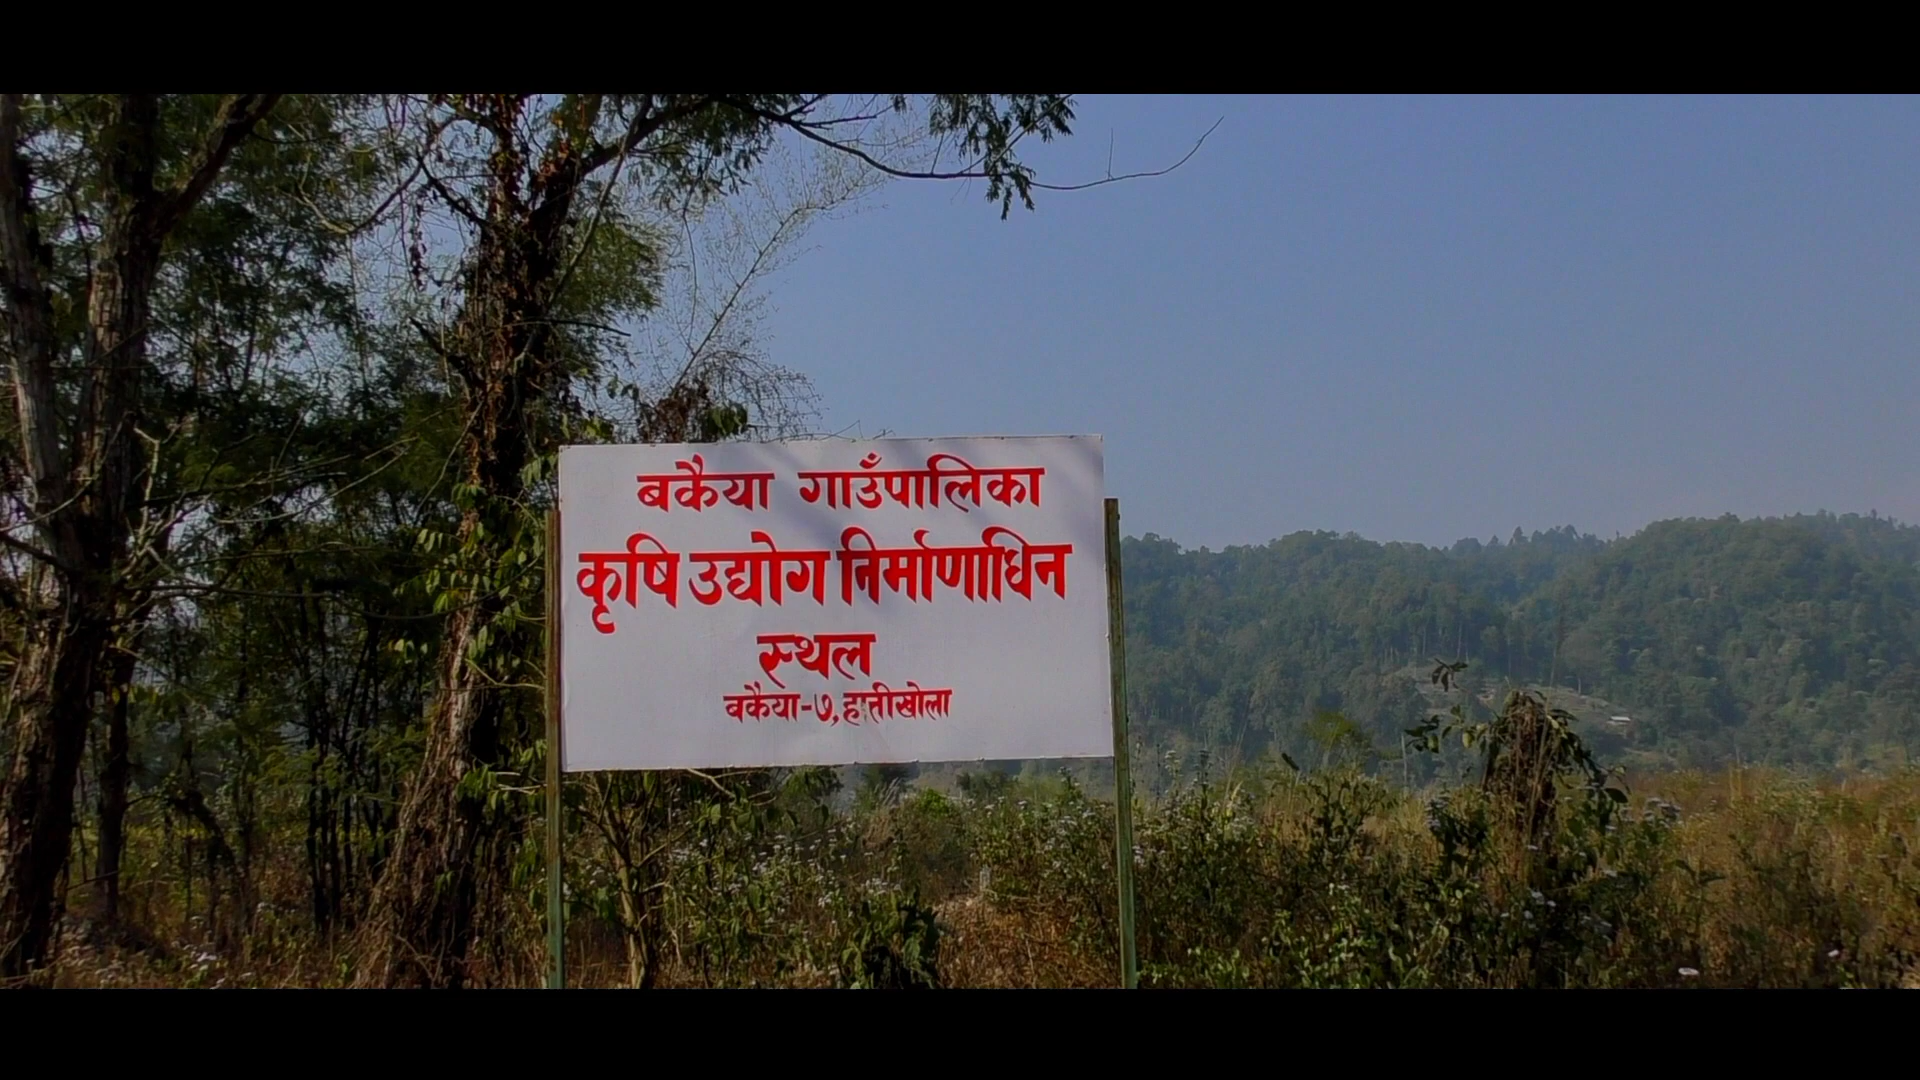 बकैया गाउँपालिका
कृषि उद्योग निर्माणाधिन
स्थल
बकैया-७, हात्तीखोला